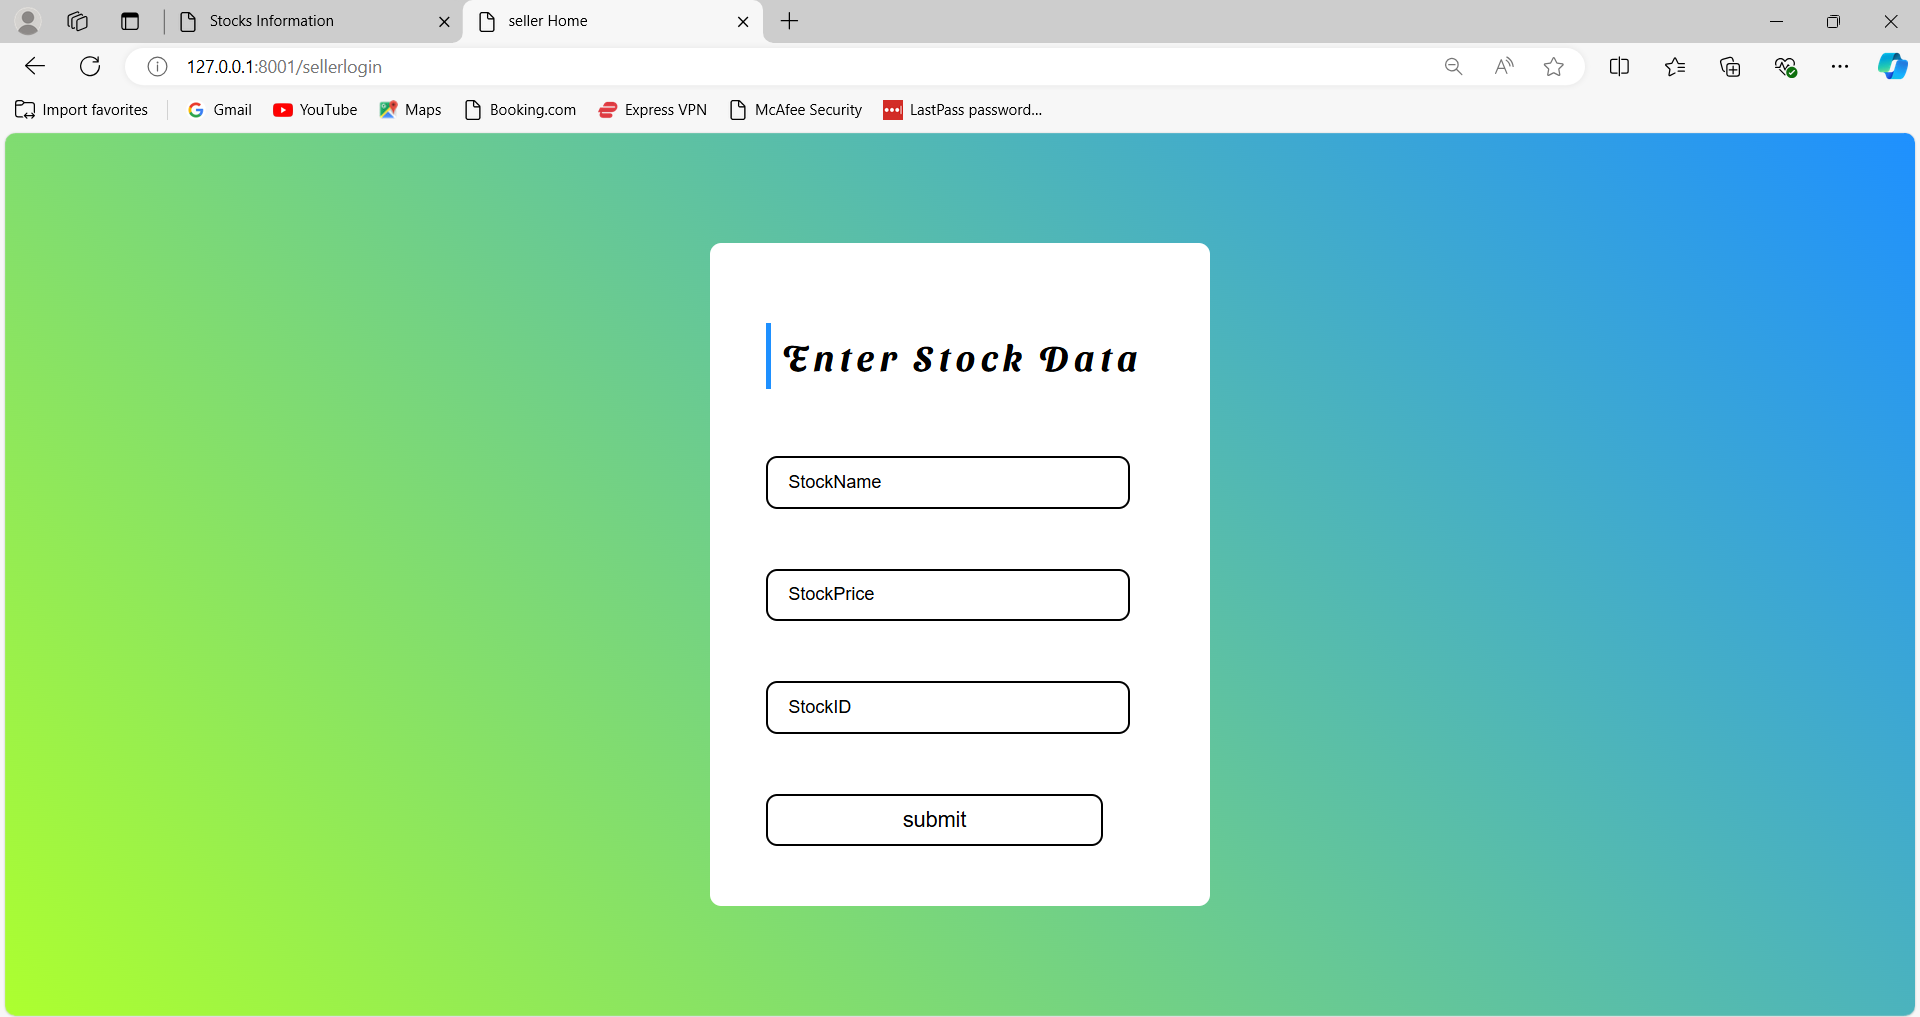 Stocks Information
seller Home
127.0.0.1:8001/sellerlogin
Import favorites
Gmail
YouTube
Maps
Booking.com
Express VPN
McAfee Security
LastPass password...
Enter Stock Data
StockName
StockPrice
StockID
submit